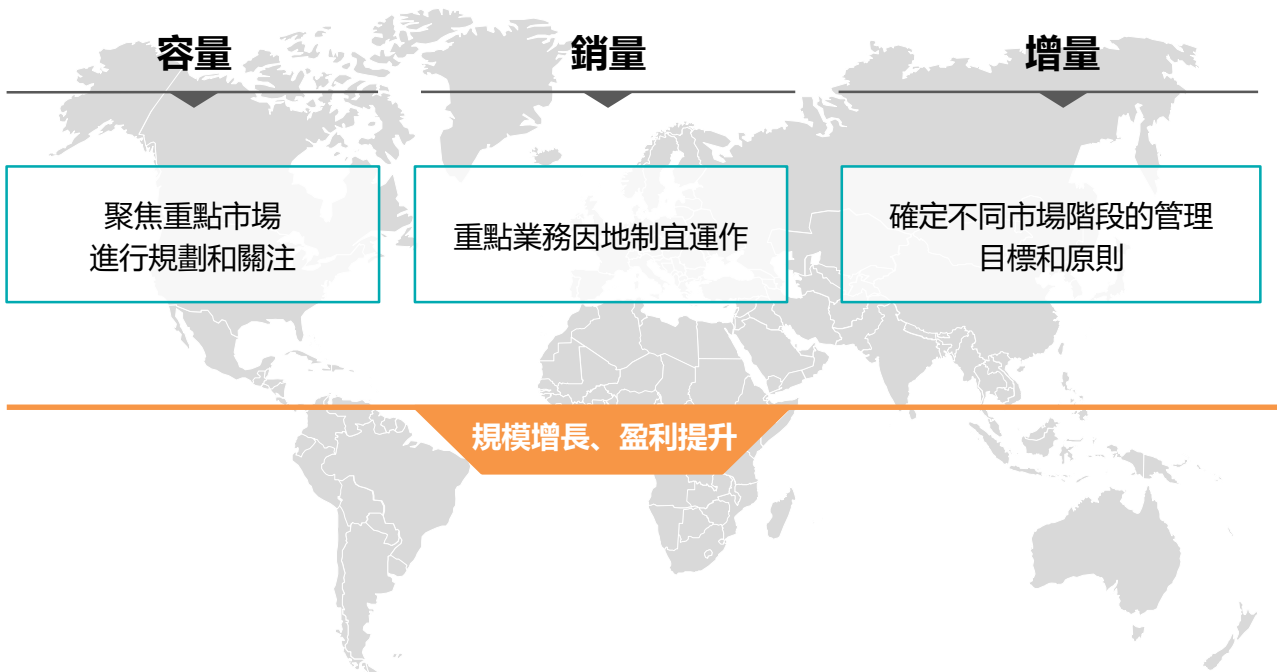 容量
銷量
增量
聚焦重點市場
進行規劃和關注
重點業務因地制宜運作
確定不同市場階段的管理
目標和原則
規模增長、盈利提升